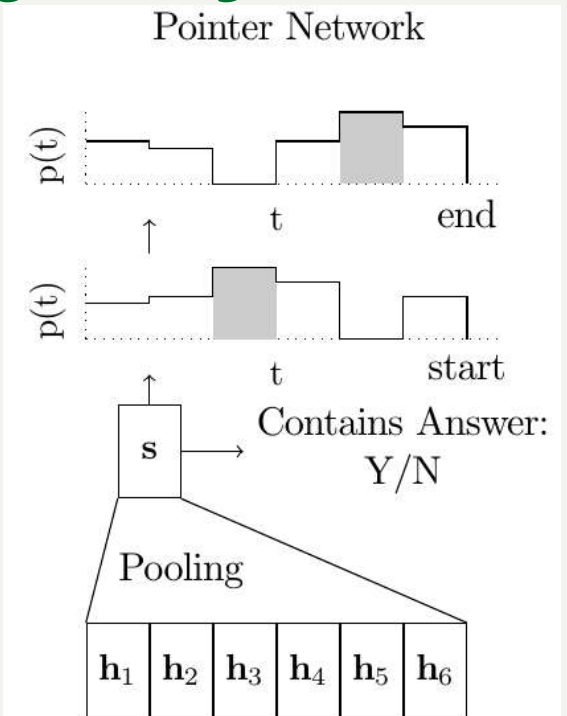 Pointer Network
p(t)
t end
p(t)
t start
s
Contains Answer:
Y/N
Pooling
h₁ h₂ h₃ h₄ h₅ h₆